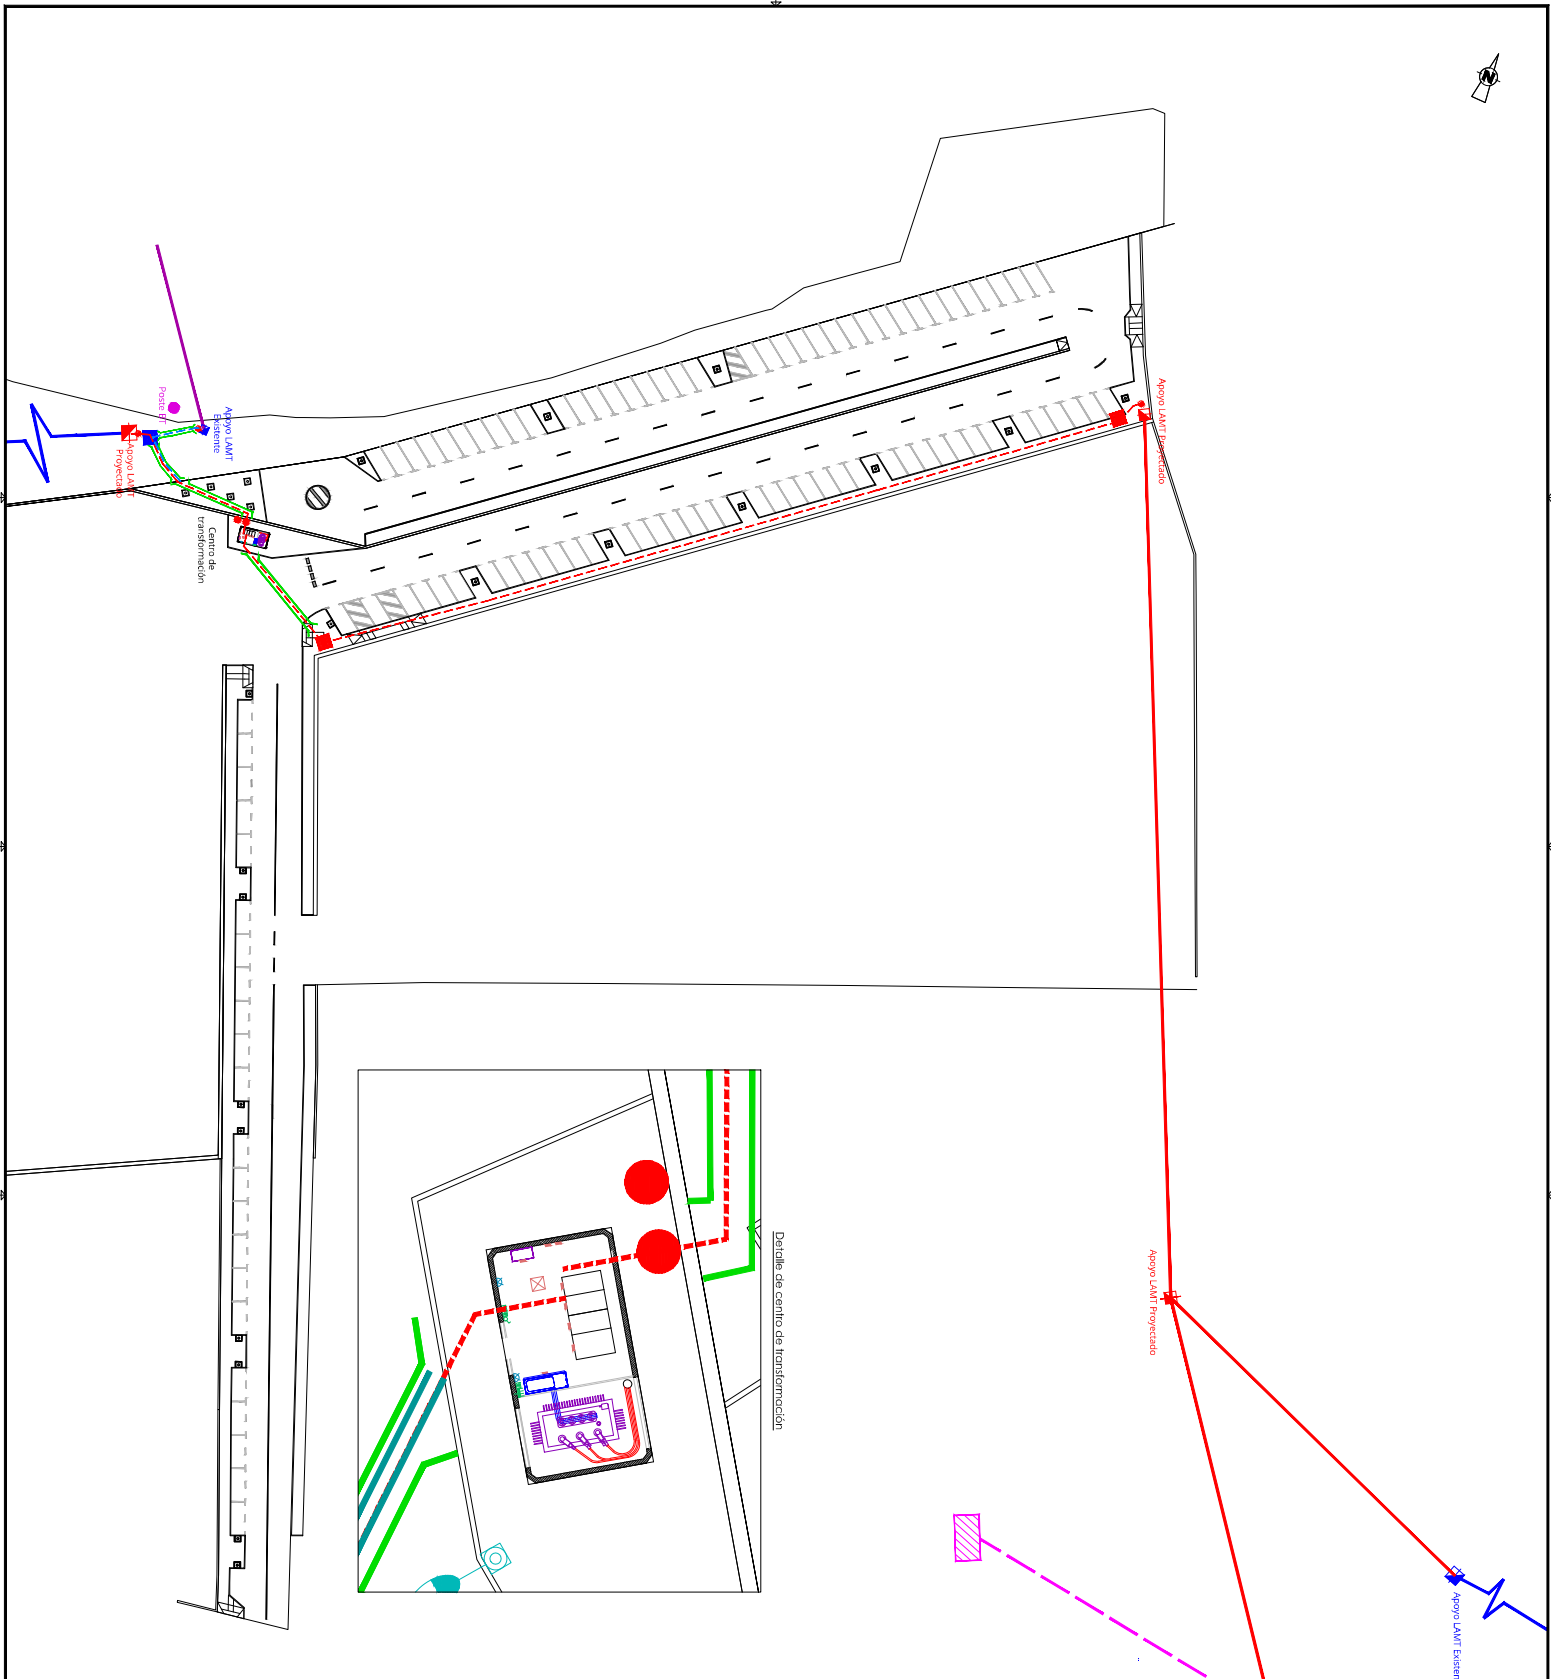 N
Apoyo LAMT Proyectado
Apoyo LAMT
Existente
Poste BT
Apoyo LAMT
Proyectado
Centro de
transformación
Detalle de centro de transformación
Apoyo LAMT Proyectado
Apoyo LAMT Existen